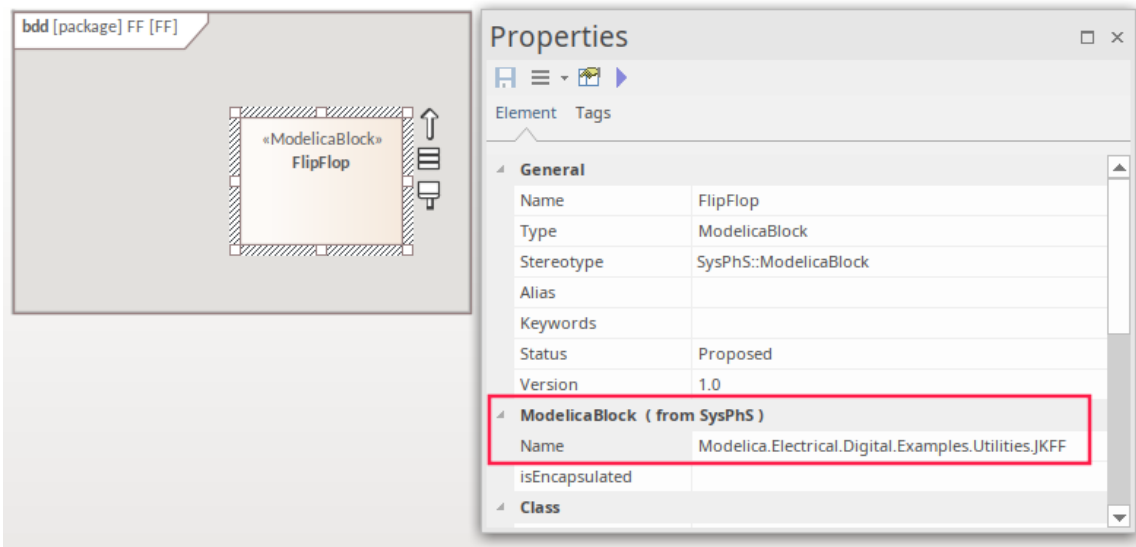 bdd [package] FF [FF]
«ModelicaBlock»
FlipFlop
Properties
Element Tags
General
Name FlipFlop
Type ModelicaBlock
Stereotype SysPhS::ModelicaBlock
Alias
Keywords
Status Proposed
Version 1.0
ModelicaBlock ( from SysPhS )
Name Modelica.Electrical.Digital.Examples.Utilities.JKFF
isEncapsulated
Class